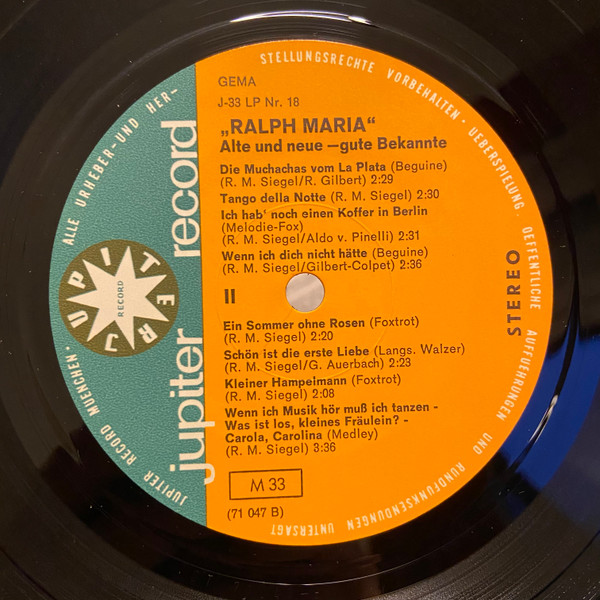 STELLUNGSRECHTE VORBEHALTEN · UEBERSPIELUNG, OEFFENTLICHE AUFFUEHRUNGEN UND RUNDFUNKSENDUNGEN UNTERSAGT
JUPITER RECORD MUENCHEN · ALLE URHEBER- UND HER-
JUPITER
RECORD
jupiter record
GEMA
J-33 LP Nr. 18
„RALPH MARIA“
Alte und neue —gute Bekannte
Die Muchachas vom La Plata (Beguine)
(R. M. Siegel/R. Gilbert) 2:29
Tango della Notte (R. M. Siegel) 2:30
Ich hab' noch einen Koffer in Berlin
(Melodie-Fox)
(R. M. Siegel/Aldo v. Pinelli) 2:31
Wenn ich dich nicht hätte (Beguine)
(R. M. Siegel/Gilbert-Colpet) 2:36
II
STEREO
Ein Sommer ohne Rosen (Foxtrot)
(R. M. Siegel) 2:20
Schön ist die erste Liebe (Langs. Walzer)
(R. M. Siegel/G. Auerbach) 2:23
Kleiner Hampelmann (Foxtrot)
(R. M. Siegel) 2:08
Wenn ich Musik hör muß ich tanzen -
Was ist los, kleines Fräulein? -
Carola, Carolina (Medley)
(R. M. Siegel) 3:36
M 33
(71 047 B)